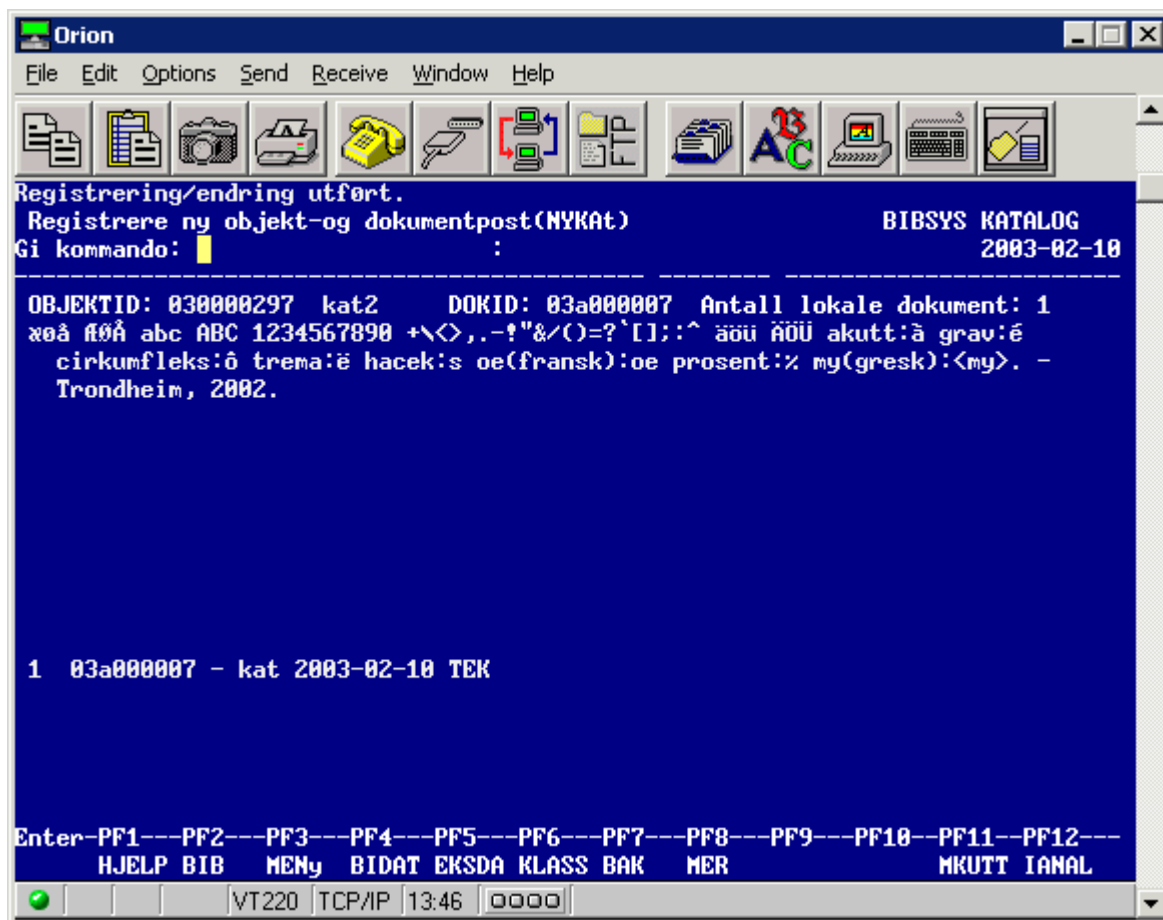 Orion
File Edit Options Send Receive Window Help
FTP
Registrering/endring utført.
Registrere ny objekt-og dokumentpost(NYKAt) BIBSYS KATALOG
Gi kommando: : 2003-02-10
--------------------------------------------- -------- ------------------------
OBJEKTID: 030000297 kat2 DOKID: 03a000007 Antall lokale dokument: 1
æøå ÆØÅ abc ABC 1234567890 +\<>,.-!"&/()=?`[];:^ äöü ÄÖÜ akutt:à grav:é
cirkumfleks:ô trema:ë hacek:s oe(fransk):oe prosent:% my(gresk):<my>. -
Trondheim, 2002.
1 03a000007 - kat 2003-02-10 TEK
Enter-PF1---PF2---PF3---PF4---PF5---PF6---PF7---PF8---PF9---PF10--PF11--PF12---
HJELP BIB MENy BIDAT EKSDA KLASS BAK MER MKUTT IANAL
VT220 TCP/IP 13:46